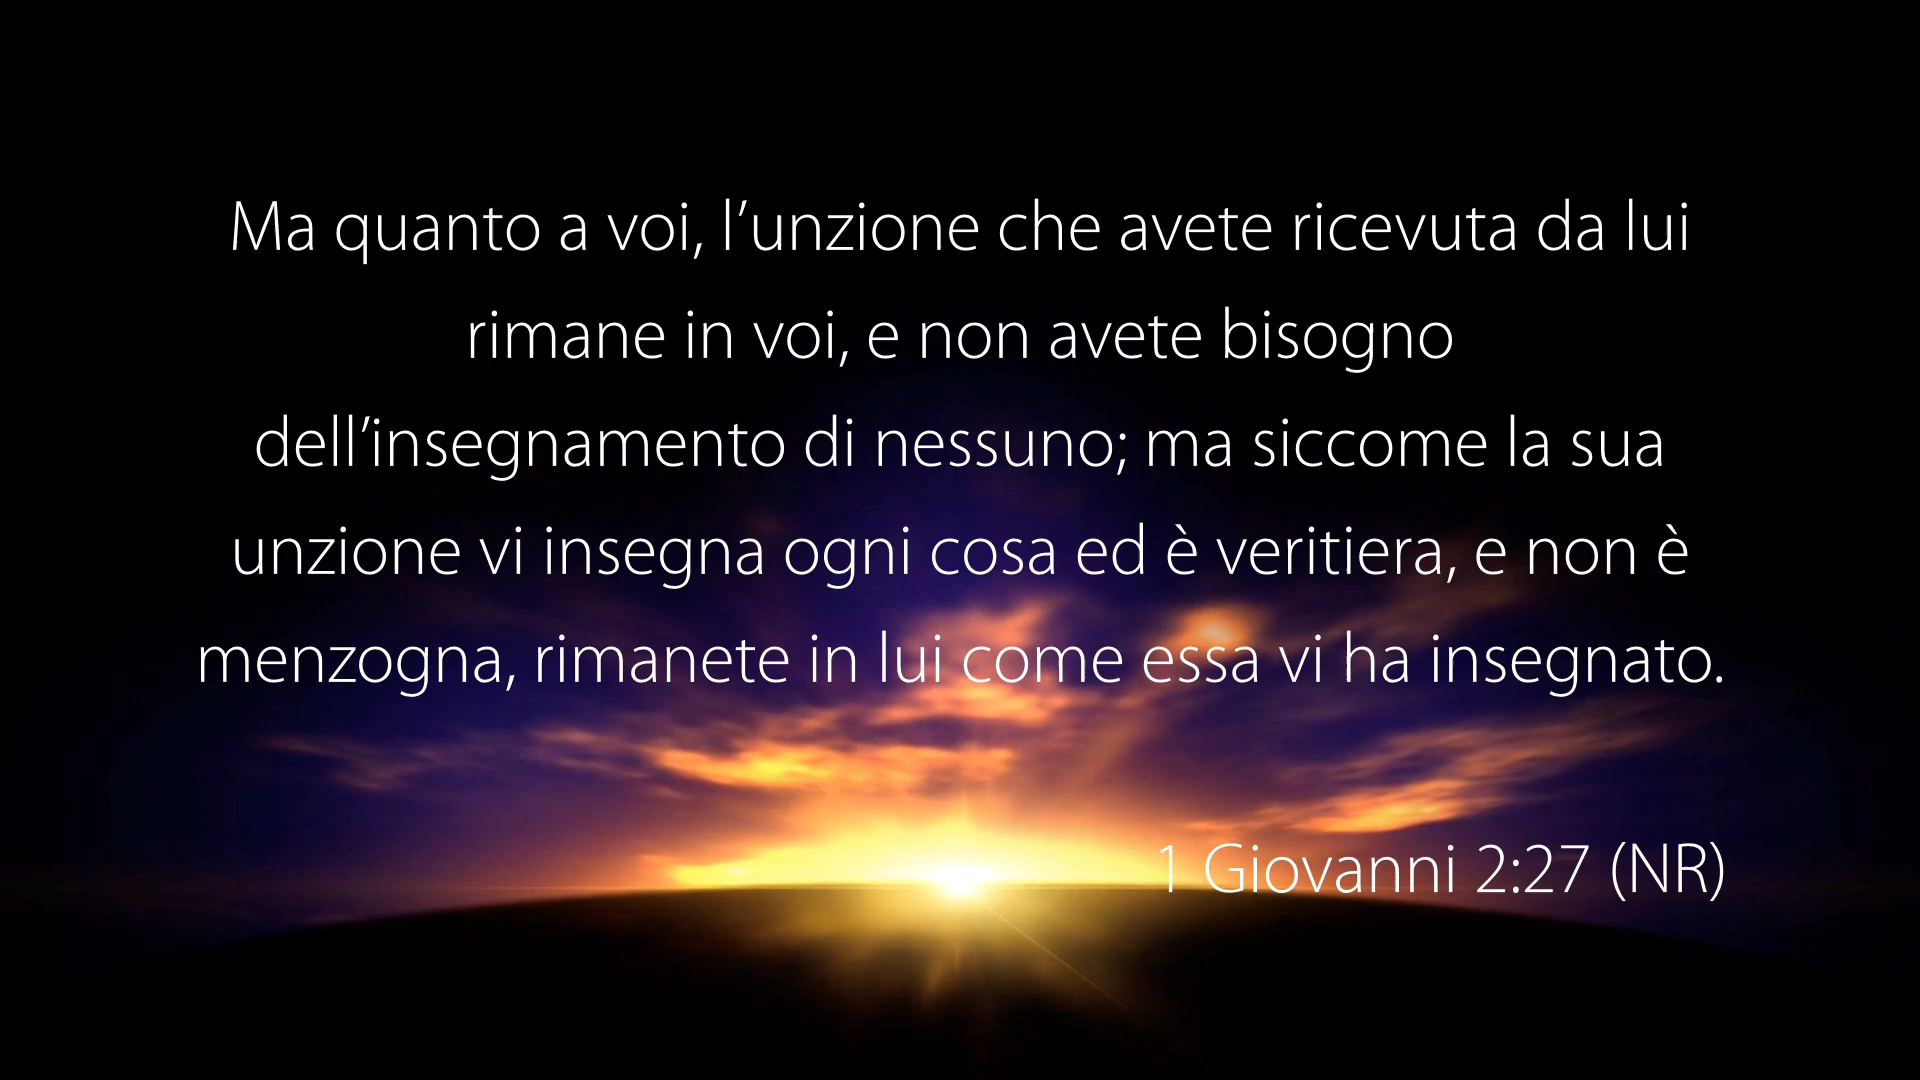 Ma quanto a voi, l’unzione che avete ricevuta da lui
rimane in voi, e non avete bisogno
dell’insegnamento di nessuno; ma siccome la sua
unzione vi insegna ogni cosa ed è veritiera, e non è
menzogna, rimanete in lui come essa vi ha insegnato.
1 Giovanni 2:27 (NR)